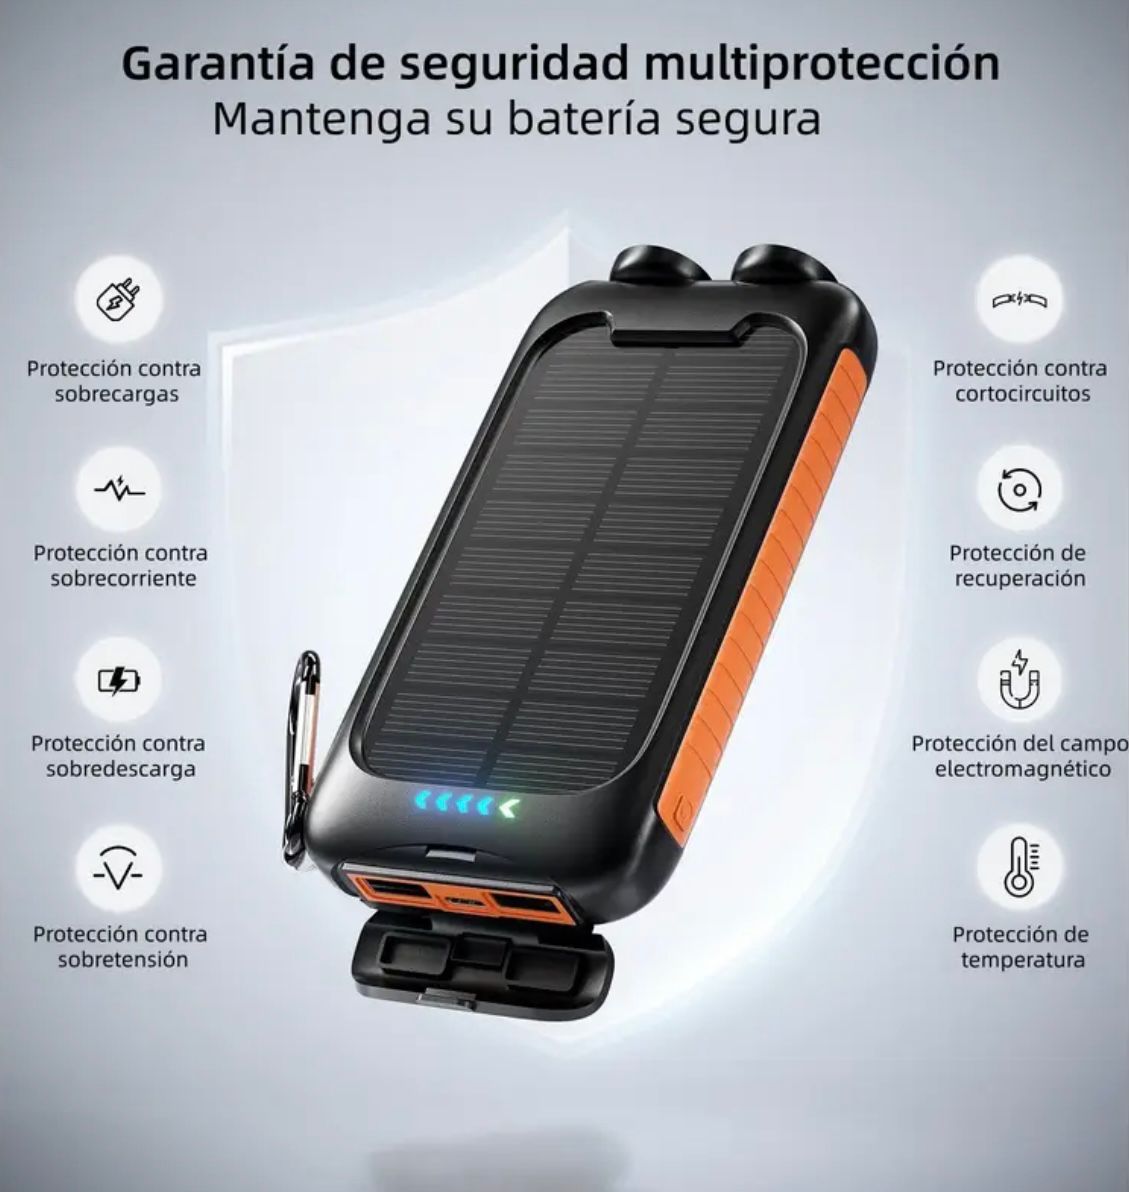 Garantía de seguridad multiprotección
Mantenga su batería segura
Protección contra
sobrecargas
Protección contra
sobrecorriente
Protección contra
sobredescarga
Protección contra
sobretensión
Protección contra
cortocircuitos
Protección de
recuperación
Protección del campo
electromagnético
Protección de
temperatura